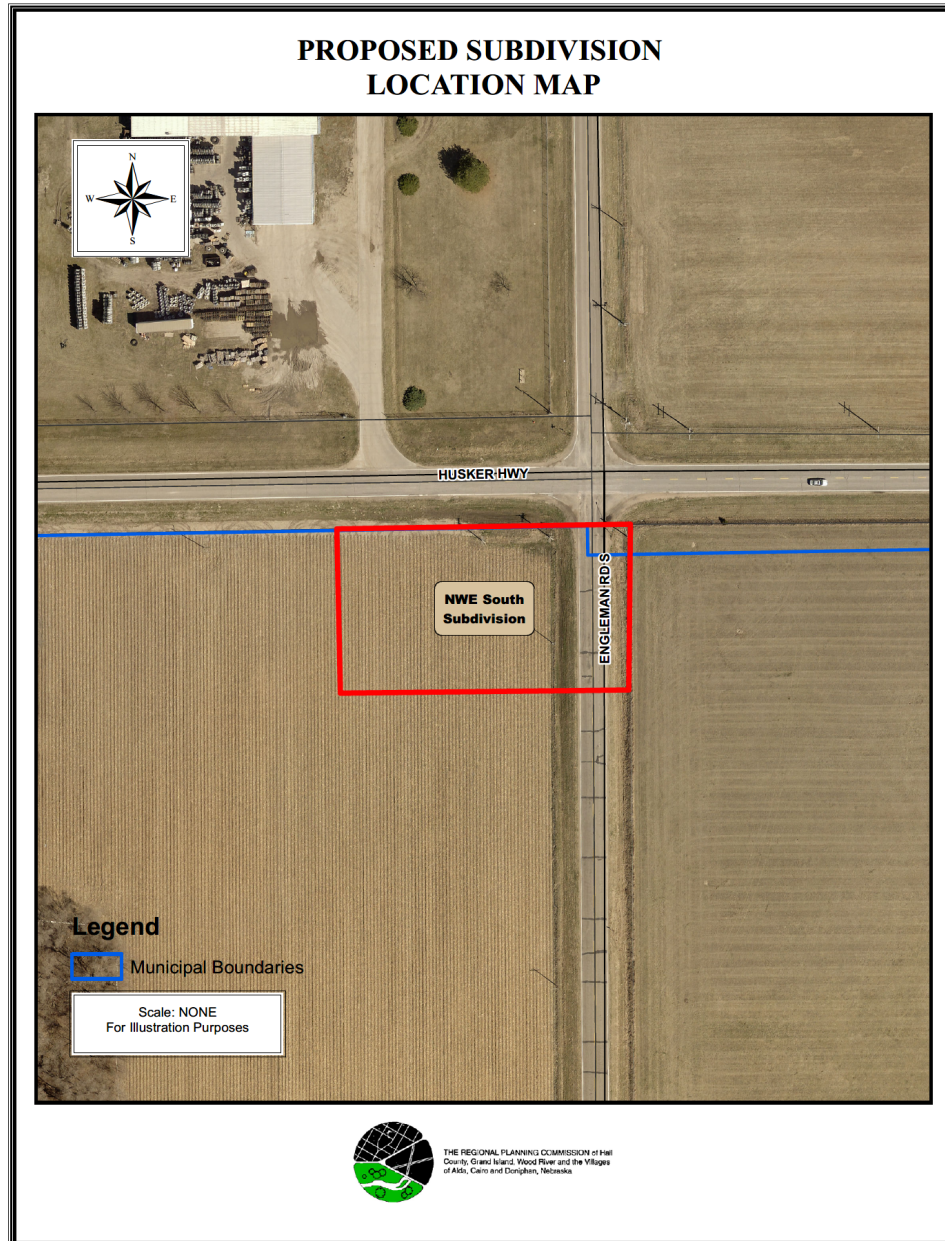 PROPOSED SUBDIVISION
LOCATION MAP
N
W
E
S
HUSKER HWY
NWE South
Subdivision
ENGLEMAN RD S
Legend
Municipal Boundaries
Scale: NONE
For Illustration Purposes
THE REGIONAL PLANNING COMMISSION of Hall
County, Grand Island, Wood River and the Villages
of Alda, Cairo and Doniphan, Nebraska